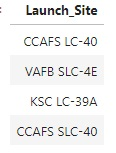 Launch_Site
CCAFS LC-40
VAFB SLC-4E
KSC LC-39A
CCAFS SLC-40